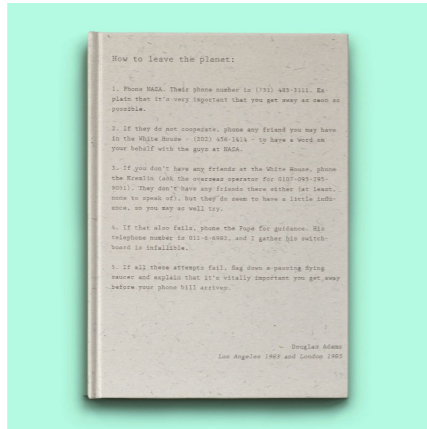 How to leave the planet:
1. Phone NASA. Their phone number is (731) 483-3111. Ex-
plain that it's very important that you get away as soon as
possible.
2. If they do not cooperate, phone any friend you may have
in the White House - (202) 456-1414 - to have a word on
your behalf with the guys at NASA.
3. If you don't have any friends at the White House, phone
the Kremlin (ask the overseas operator for 0107-095-295-
9051). They don't have any friends there either (at least,
none to speak of), but they do seem to have a little influ-
ence, so you may as well try.
4. If that also fails, phone the Pope for guidance. His
telephone number is 011-6-6982, and I gather his switch-
board is infallible.
5. If all these attempts fail, flag down a passing flying
saucer and explain that it's vitally important you get away
before your phone bill arrives.
- Douglas Adams
Los Angeles 1983 and London 1985